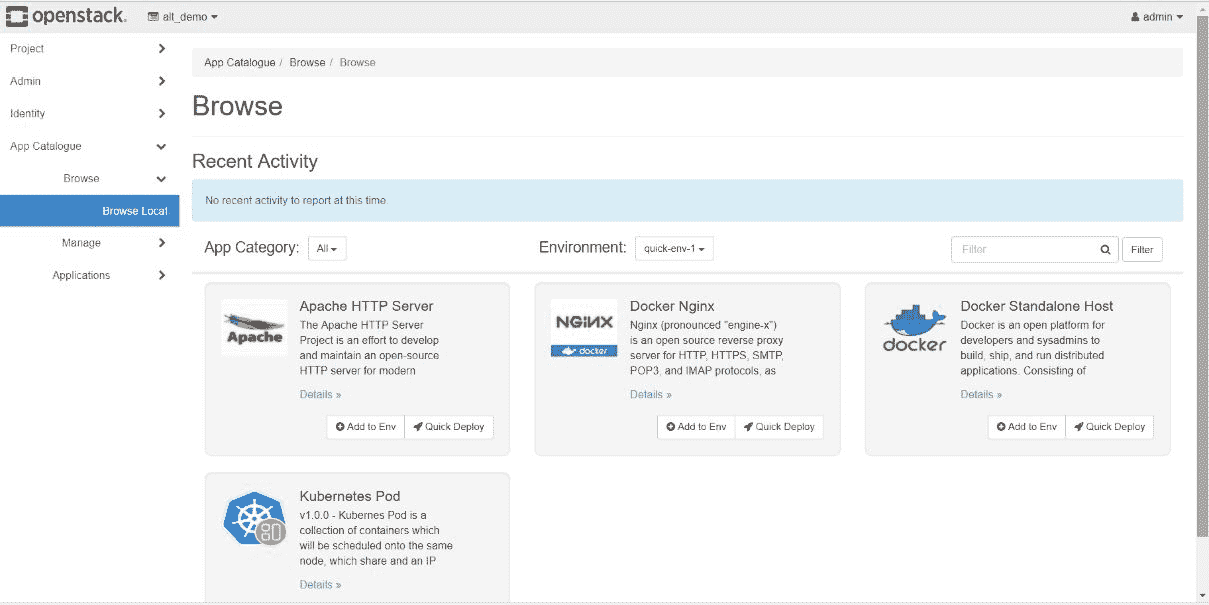 openstack. alt_demo admin
Project
Admin
Identity
App Catalogue
Browse
Browse Local
Manage
Applications
App Catalogue / Browse / Browse
Browse
Recent Activity
No recent activity to report at this time.
App Category: All Environment: quick-env-1 Filter Filter
Apache
Apache HTTP Server
The Apache HTTP Server
Project is an effort to develop
and maintain an open-source
HTTP server for modern
Details »
Add to Env Quick Deploy
NGINX
docker
Docker Nginx
Nginx (pronounced "engine-x")
is an open source reverse proxy
server for HTTP, HTTPS, SMTP,
POP3, and IMAP protocols, as
Details »
Add to Env Quick Deploy
docker
Docker Standalone Host
Docker is an open platform for
developers and sysadmins to
build, ship, and run distributed
applications. Consisting of
Details »
Add to Env Quick Deploy
Kubernetes Pod
v1.0.0 - Kubernes Pod is a
collection of containers which
will be scheduled onto the same
node, which share and an IP
Details »